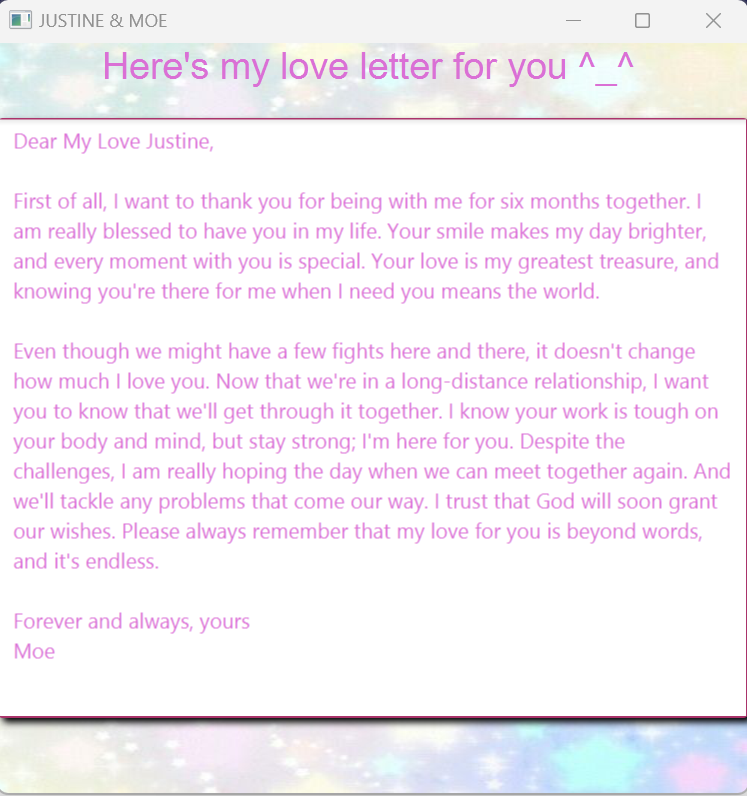 JUSTINE & MOE
Here's my love letter for you ^_^
Dear My Love Justine,
First of all, I want to thank you for being with me for six months together. I
am really blessed to have you in my life. Your smile makes my day brighter,
and every moment with you is special. Your love is my greatest treasure, and
knowing you're there for me when I need you means the world.
Even though we might have a few fights here and there, it doesn't change
how much I love you. Now that we're in a long-distance relationship, I want
you to know that we'll get through it together. I know your work is tough on
your body and mind, but stay strong; I'm here for you. Despite the
challenges, I am really hoping the day when we can meet together again. And
we'll tackle any problems that come our way. I trust that God will soon grant
our wishes. Please always remember that my love for you is beyond words,
and it's endless.
Forever and always, yours
Moe